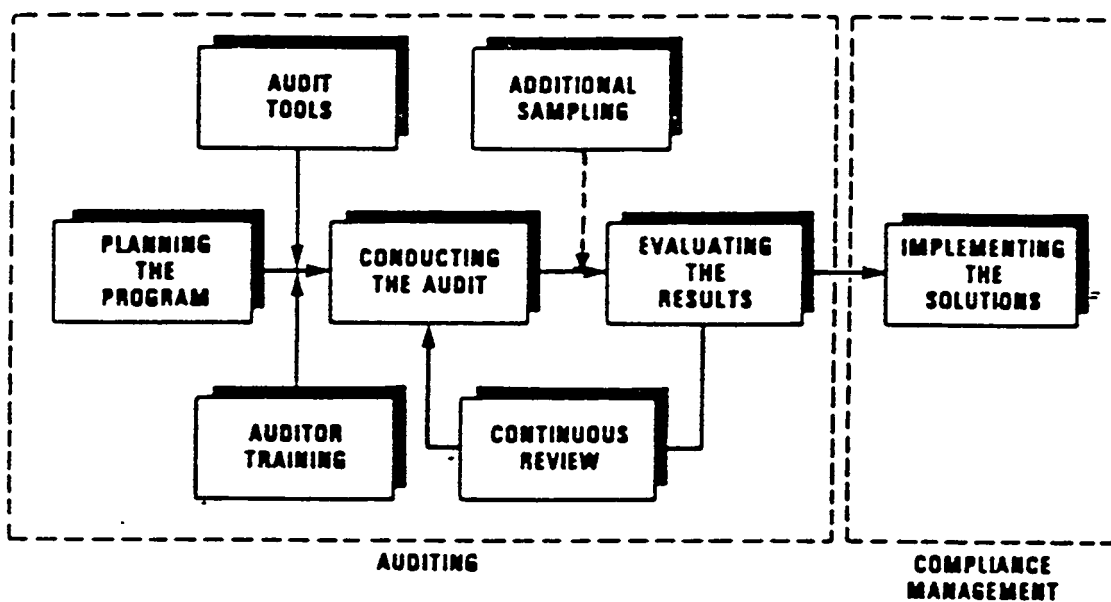 AUDIT
TOOLS
ADDITIONAL
SAMPLING
PLANNING
THE
PROGRAM
CONDUCTING
THE AUDIT
EVALUATING
THE
RESULTS
IMPLEMENTING
THE
SOLUTIONS
AUDITOR
TRAINING
CONTINUOUS
REVIEW
AUDITING
COMPLIANCE
MANAGEMENT